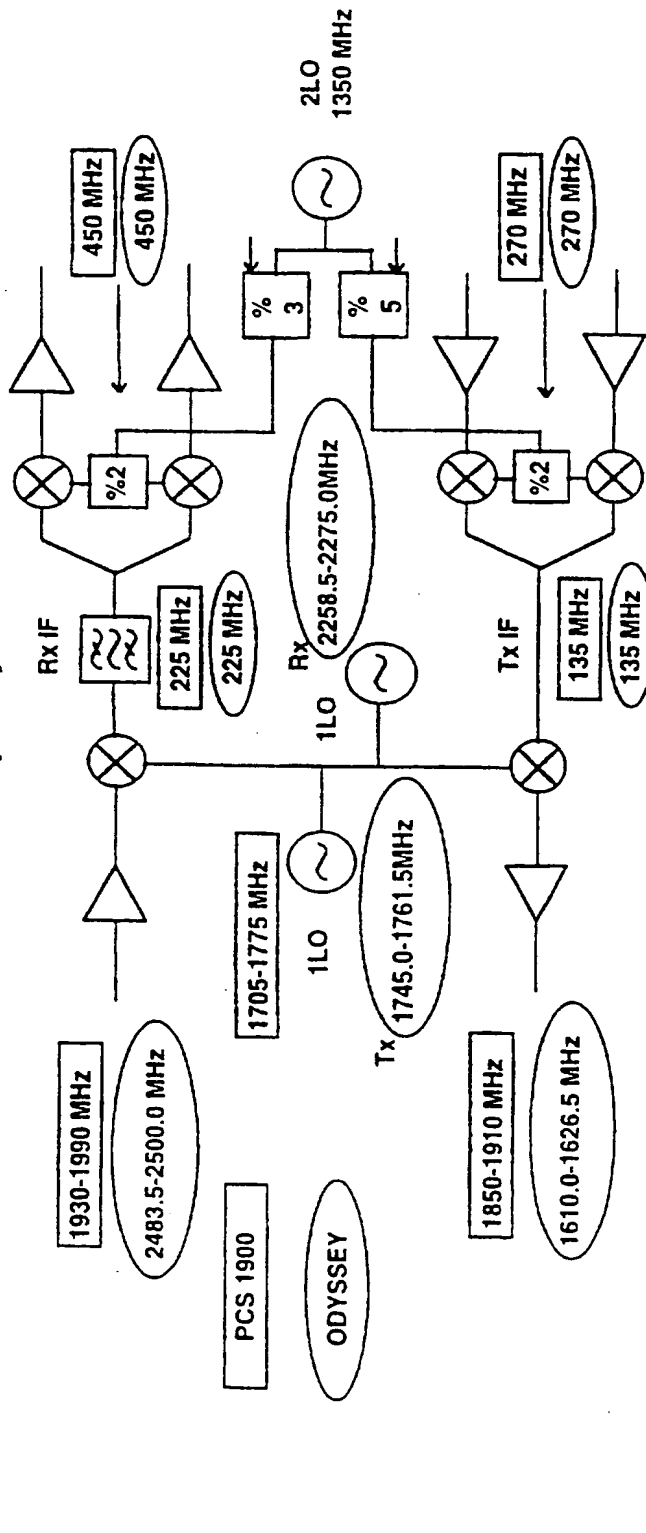 1930-1990 MHz
2483.5-2500.0 MHz
PCS 1900
ODYSSEY
1850-1910 MHz
1610.0-1626.5 MHz
1705-1775 MHz
1LO
Tx
1745.0-1761.5MHz
Rx IF
225 MHz
225 MHz
Rx
2258.5-2275.0MHz
1LO
Tx IF
135 MHz
135 MHz
%2
%2
450 MHz
450 MHz
%
3
%
5
270 MHz
270 MHz
2LO
1350 MHz